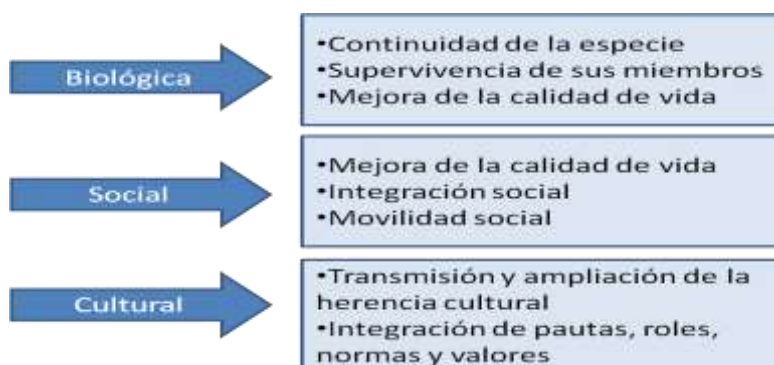 Biológica
•Continuidad de la especie
•Supervivencia de sus miembros
•Mejora de la calidad de vida
Social
•Mejora de la calidad de vida
•Integración social
•Movilidad social
Cultural
•Transmisión y ampliación de la
herencia cultural
•Integración de pautas, roles,
normas y valores